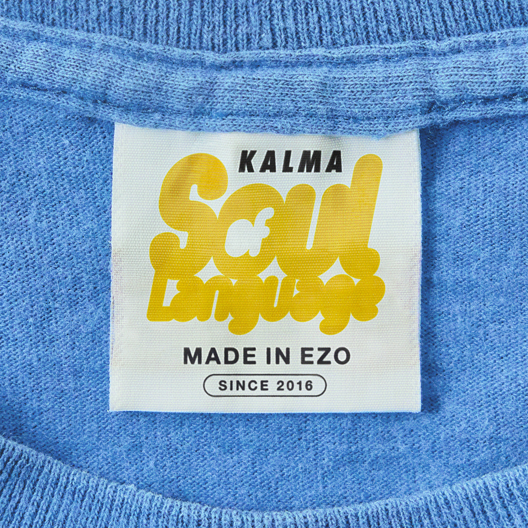 KALMA
Soul
of
Language
MADE IN EZO
SINCE 2016